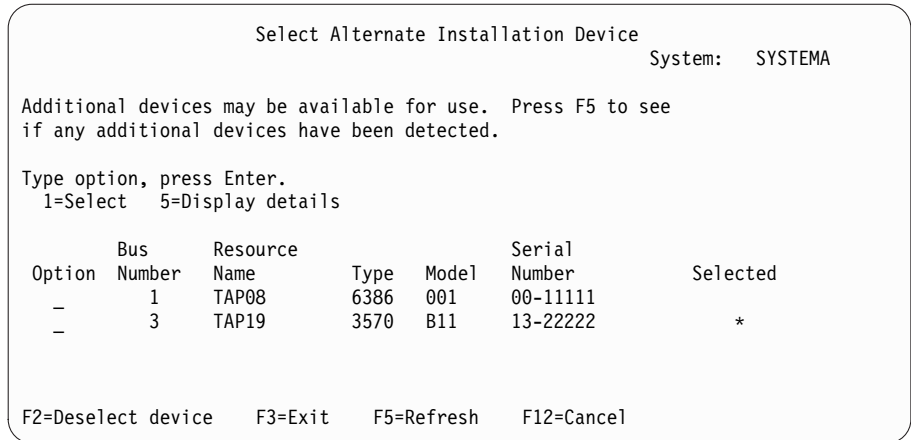 Select Alternate Installation Device
System: SYSTEMA
Additional devices may be available for use. Press F5 to see
if any additional devices have been detected.
Type option, press Enter.
1=Select 5=Display details
Bus Resource Serial
Option Number Name Type Model Number Selected
_ 1 TAP08 6386 001 00-11111
_ 3 TAP19 3570 B11 13-22222 *
F2=Deselect device F3=Exit F5=Refresh F12=Cancel